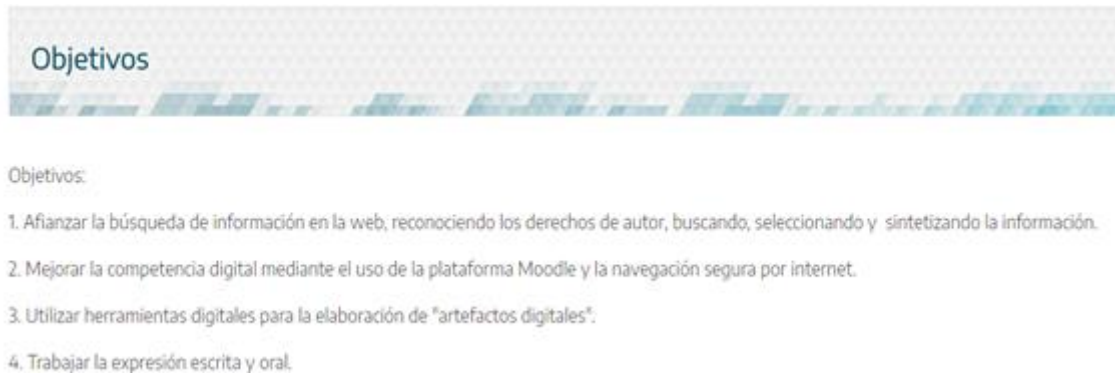 Objetivos
Objetivos:
1. Afianzar la búsqueda de información en la web, reconociendo los derechos de autor, buscando, seleccionando y sintetizando la información.
2. Mejorar la competencia digital mediante el uso de la plataforma Moodle y la navegación segura por internet.
3. Utilizar herramientas digitales para la elaboración de "artefactos digitales".
4. Trabajar la expresión escrita y oral.